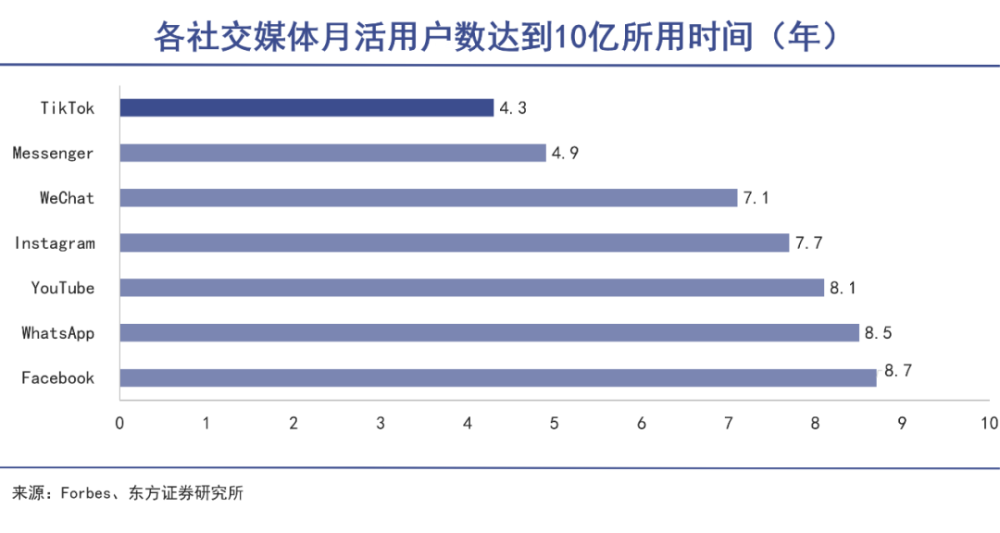 各社交媒体月活用户数达到10亿所用时间（年）
TikTok 4.3
Messenger 4.9
WeChat 7.1
Instagram 7.7
YouTube 8.1
WhatsApp 8.5
Facebook 8.7
0 1 2 3 4 5 6 7 8 9 10
来源：Forbes、东方证券研究所